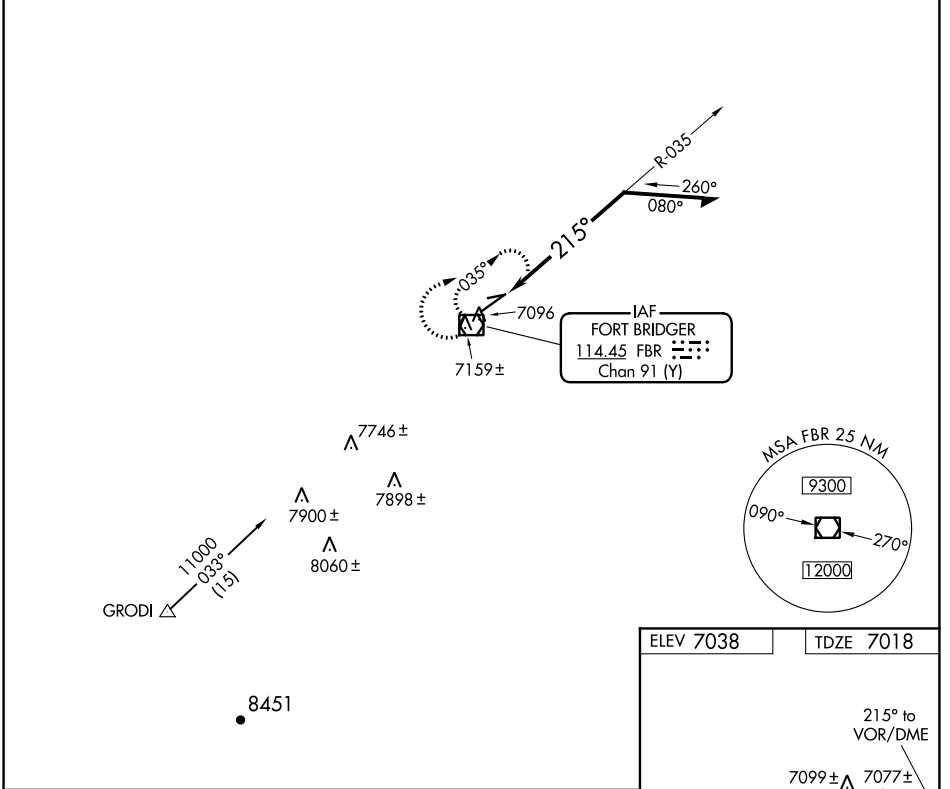 R-035
260°
080°
215°
035°
7096
7159±
IAF
FORT BRIDGER
114.45 FBR
Chan 91 (Y)
7746±
7898±
7900±
8060±
11000
033°
(15)
GRODI
8451
MSA FBR 25 NM
9300
090°
270°
12000
ELEV 7038
TDZE 7018
215° to
VOR/DME
7099± 7077±